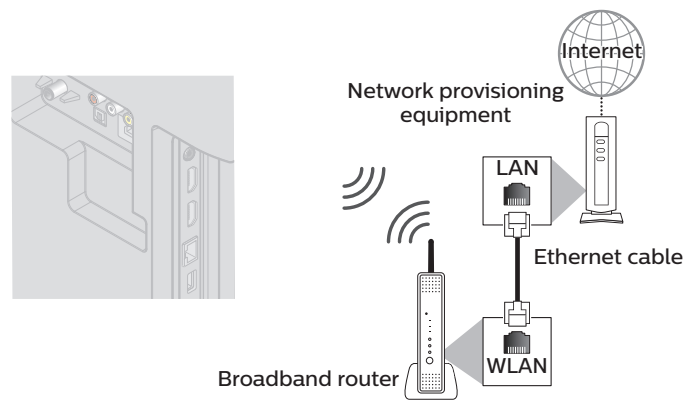 Internet
Network provisioning
equipment
LAN
Ethernet cable
WLAN
Broadband router